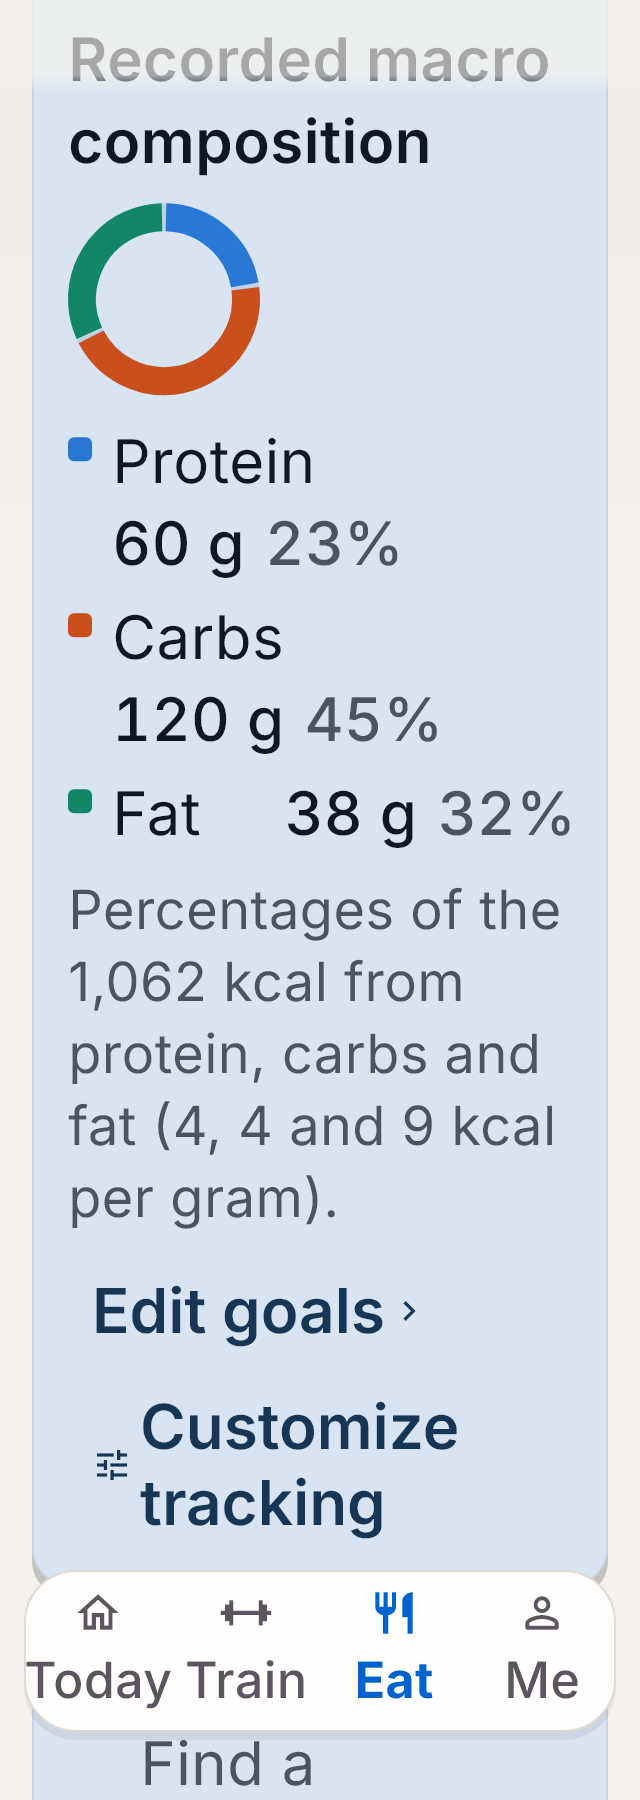 Recorded macro
composition
Protein
60 g 23%
Carbs
120 g 45%
Fat 38 g 32%
Percentages of the
1,062 kcal from
protein, carbs and
fat (4, 4 and 9 kcal
per gram).
Edit goals ›
Customize
tracking
Today Train Eat Me
Find a